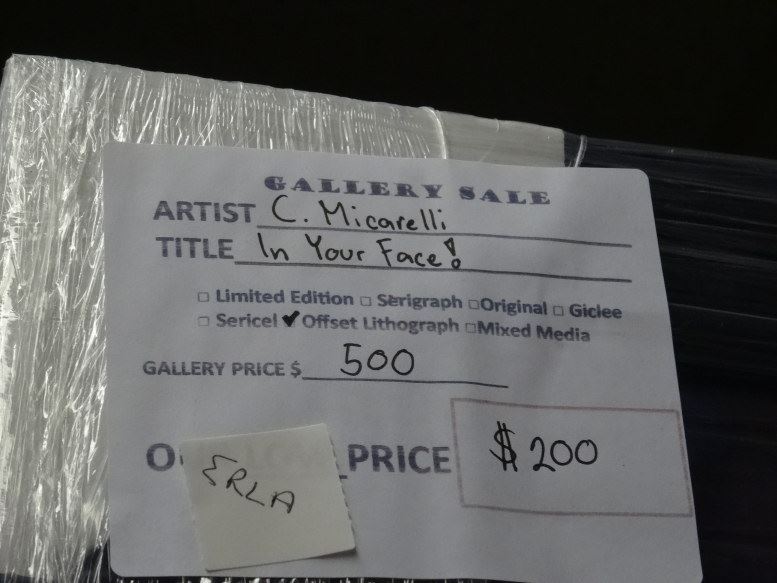 GALLERY SALE
ARTIST C. Micarelli
TITLE In Your Face!
□ Limited Edition □ Serigraph □ Original □ Giclee
□ Sericel ✔ Offset Lithograph □ Mixed Media
GALLERY PRICE $ 500
PRICE $200
ERLA